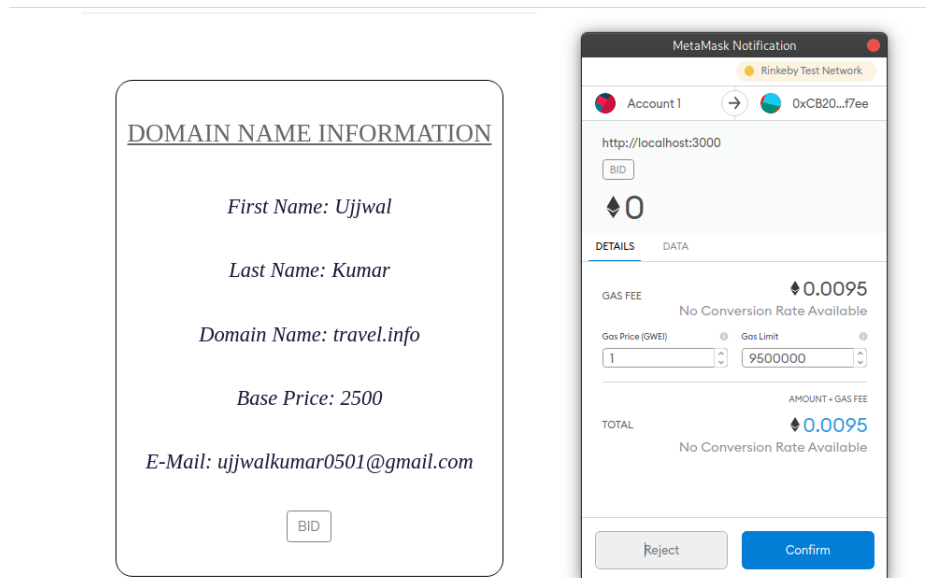 DOMAIN NAME INFORMATION
First Name: Ujjwal
Last Name: Kumar
Domain Name: travel.info
Base Price: 2500
E-Mail: ujjwalkumar0501@gmail.com
BID
MetaMask Notification
Rinkeby Test Network
Account 1
0xCB20...f7ee
http://localhost:3000
BID
0
DETAILS DATA
GAS FEE 0.0095
No Conversion Rate Available
Gas Price (GWEI) Gas Limit
1 9500000
AMOUNT + GAS FEE
TOTAL 0.0095
No Conversion Rate Available
Reject Confirm